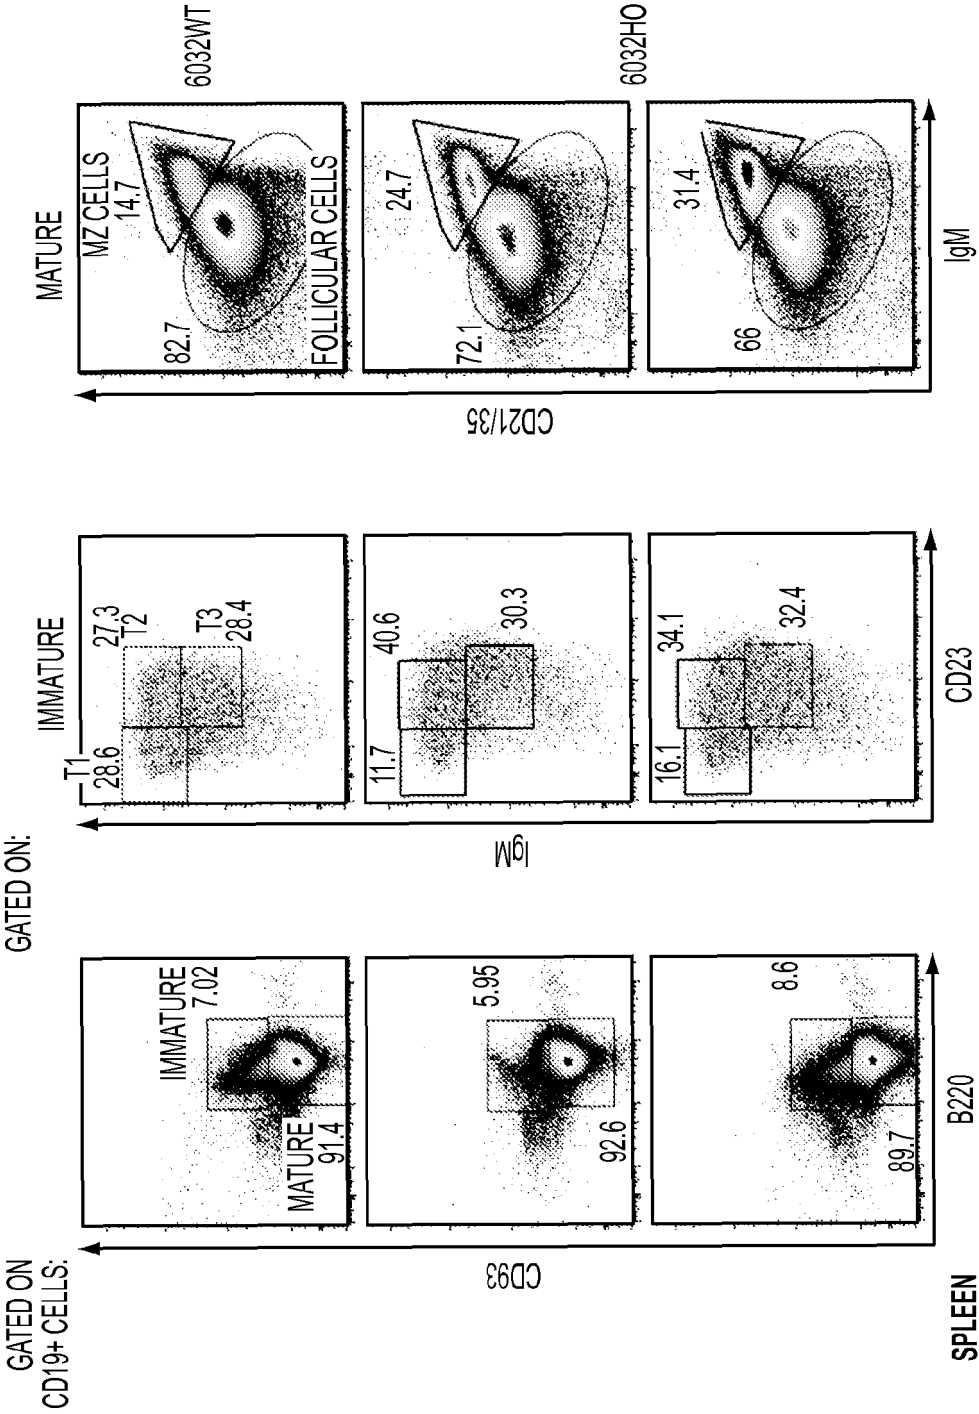 GATED ON
CD19+ CELLS:
GATED ON:
IMMATURE
MATURE
IMMATURE
7.02
MATURE
91.4
T1
28.6
27.3
T2
T3
28.4
MZ CELLS
14.7
82.7
FOLLICULAR CELLS
6032WT
5.95
92.6
11.7
40.6
30.3
24.7
72.1
6032HO
8.6
89.7
16.1
34.1
32.4
31.4
66
CD93
IgM
CD21/35
B220
CD23
IgM
SPLEEN